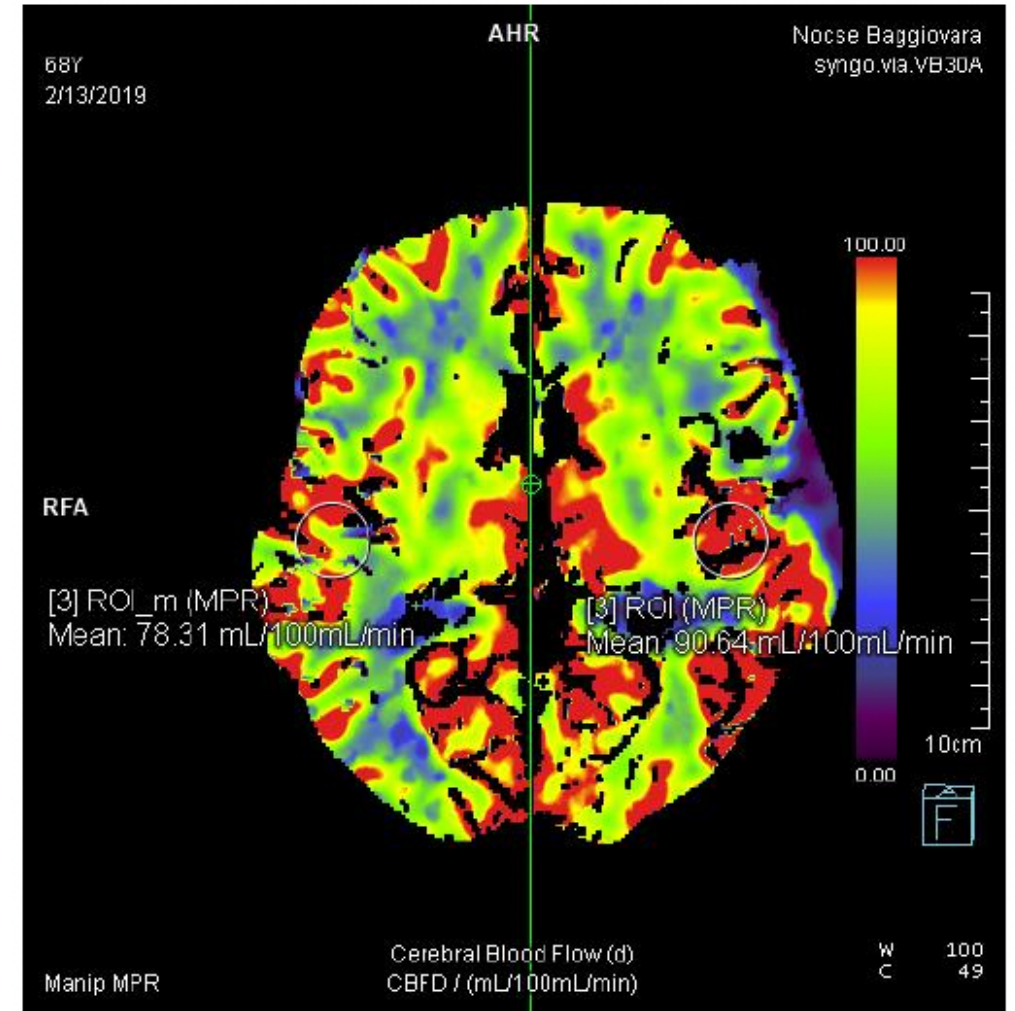 AHR
68Y
2/13/2019
Nocse Baggiovara
syngo.via.VB30A
100.00
RFA
[3] ROI_m (MPR)
Mean: 78.31 mL/100mL/min
[3] ROI (MPR)
Mean: 90.64 mL/100mL/min
10cm
0.00
F
Cerebral Blood Flow (d)
CBFD / (mL/100mL/min)
Manip MPR
W 100
C 49